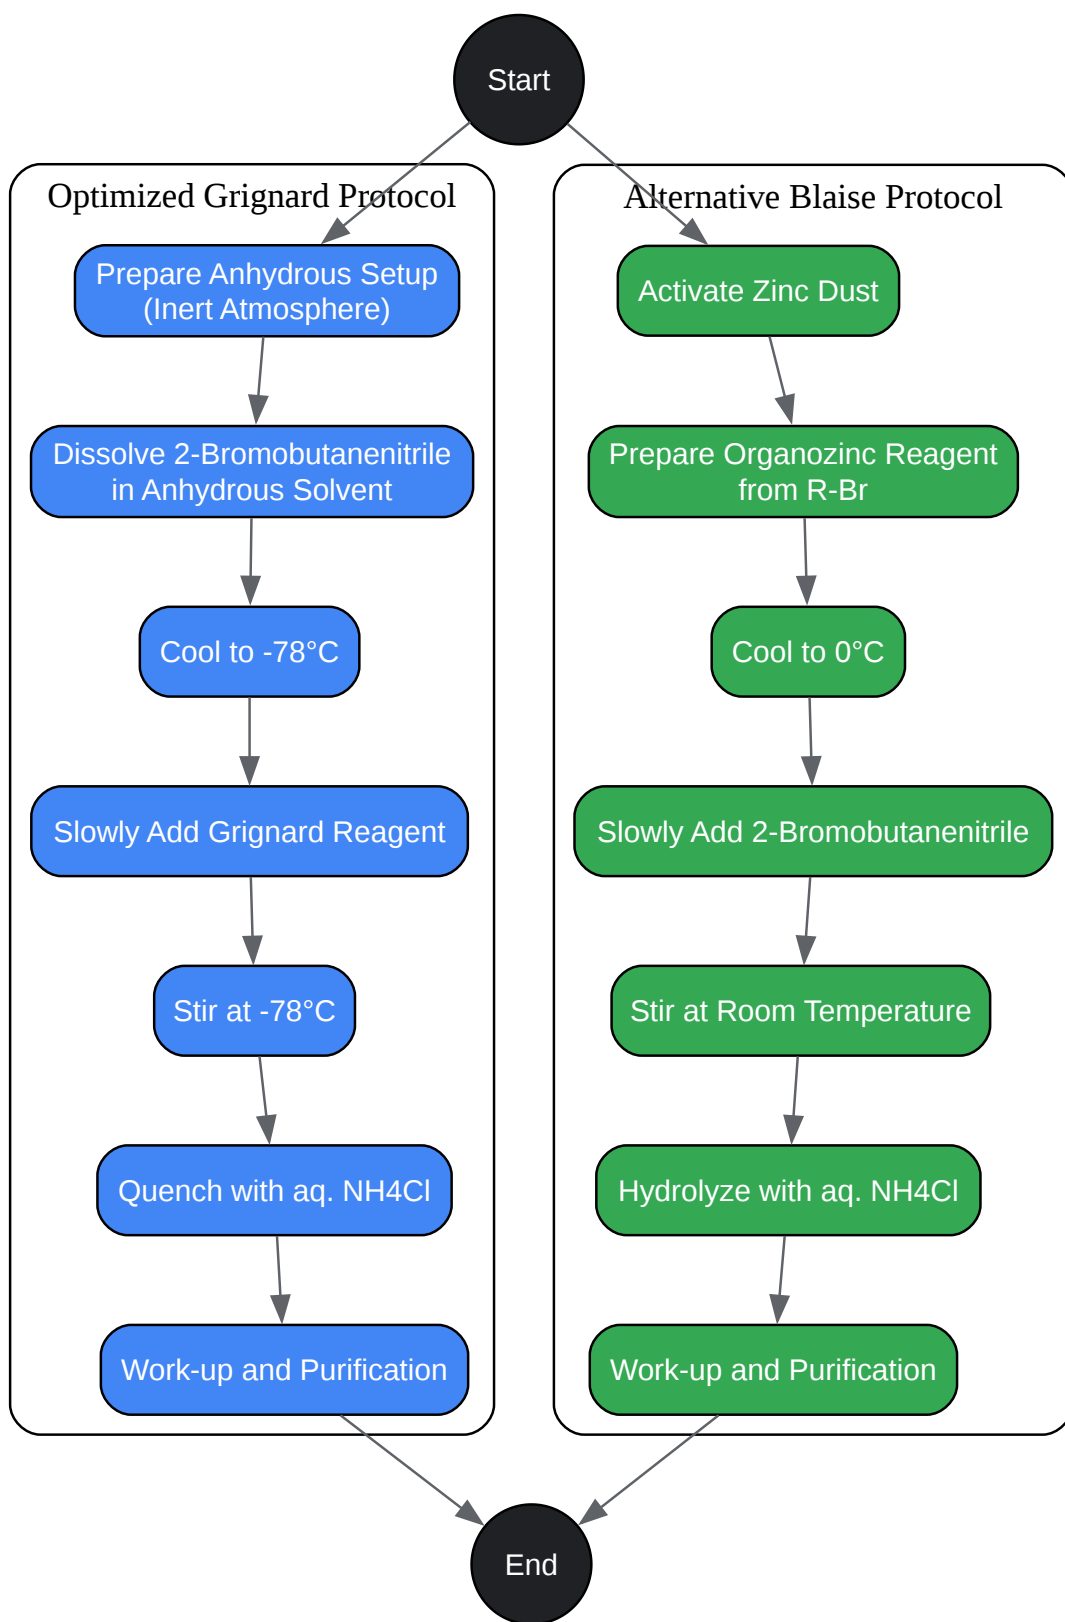 Start
Optimized Grignard Protocol
Prepare Anhydrous Setup
(Inert Atmosphere)
Dissolve 2-Bromobutanenitrile
in Anhydrous Solvent
Cool to -78°C
Slowly Add Grignard Reagent
Stir at -78°C
Quench with aq. NH4Cl
Work-up and Purification
Alternative Blaise Protocol
Activate Zinc Dust
Prepare Organozinc Reagent
from R-Br
Cool to 0°C
Slowly Add 2-Bromobutanenitrile
Stir at Room Temperature
Hydrolyze with aq. NH4Cl
Work-up and Purification
End